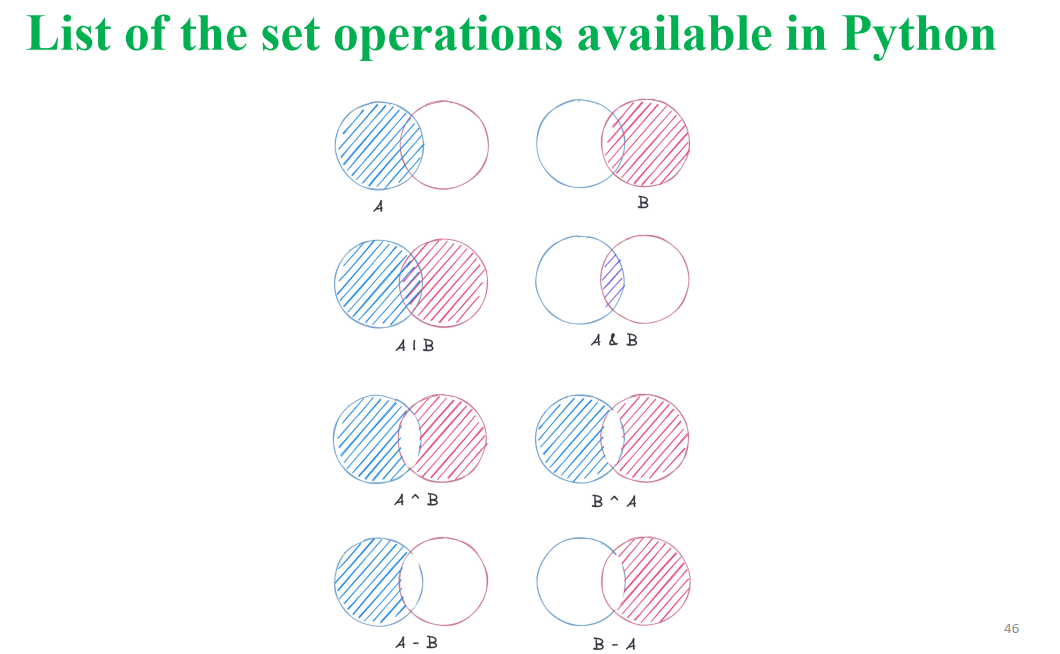 List of the set operations available in Python
A
B
A | B
A & B
A ^ B
B ^ A
A - B
B - A
46